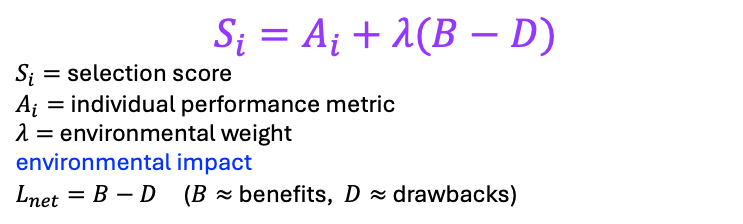 S_i = A_i + λ(B − D)
S_i = selection score
A_i = individual performance metric
λ = environmental weight
environmental impact
L_net = B − D (B ≈ benefits, D ≈ drawbacks)